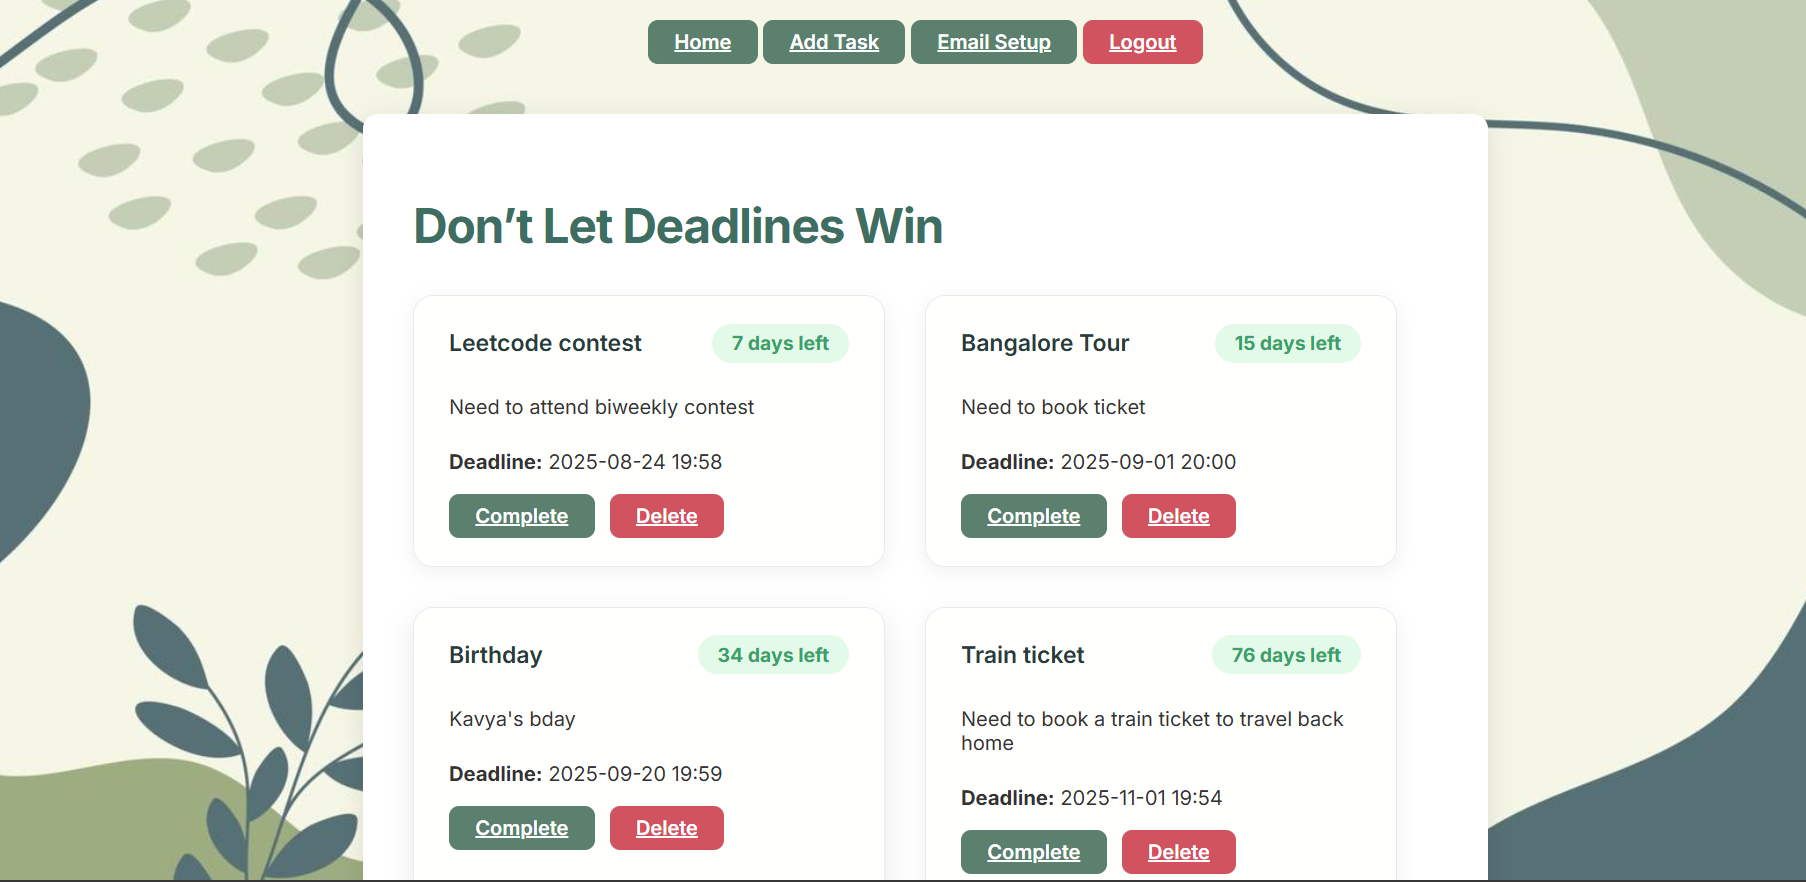 Home Add Task Email Setup Logout
Don’t Let Deadlines Win
Leetcode contest 7 days left
Need to attend biweekly contest
Deadline: 2025-08-24 19:58
Complete Delete
Bangalore Tour 15 days left
Need to book ticket
Deadline: 2025-09-01 20:00
Complete Delete
Birthday 34 days left
Kavya's bday
Deadline: 2025-09-20 19:59
Complete Delete
Train ticket 76 days left
Need to book a train ticket to travel back
home
Deadline: 2025-11-01 19:54
Complete Delete